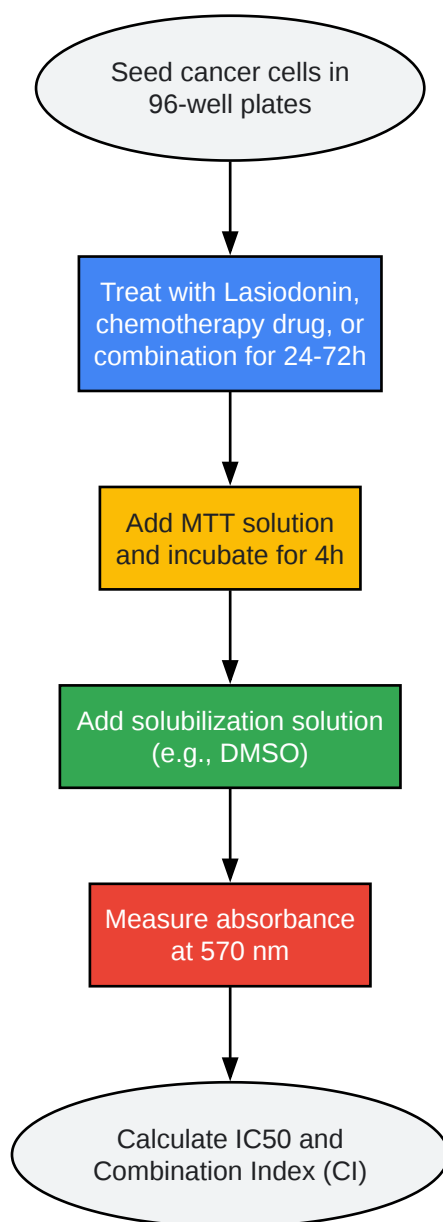 Seed cancer cells in
96-well plates
Treat with Lasiodonin,
chemotherapy drug, or
combination for 24-72h
Add MTT solution
and incubate for 4h
Add solubilization solution
(e.g., DMSO)
Measure absorbance
at 570 nm
Calculate IC50 and
Combination Index (CI)